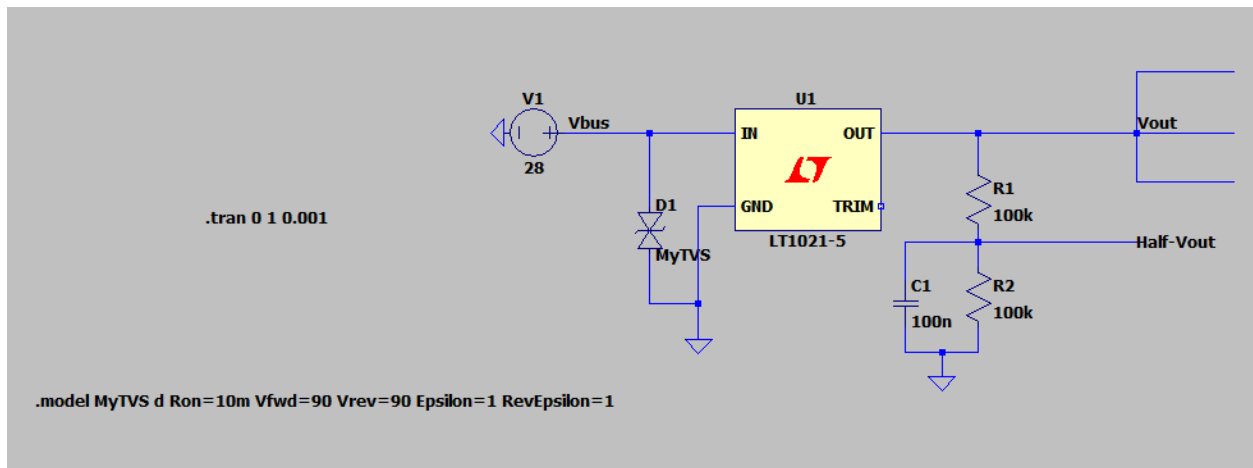 V1
Vbus
28
U1
IN
OUT
GND
TRIM
LT1021-5
D1
MyTVS
Vout
R1
100k
Half-Vout
C1
100n
R2
100k
.tran 0 1 0.001
.model MyTVS d Ron=10m Vfwd=90 Vrev=90 Epsilon=1 RevEpsilon=1